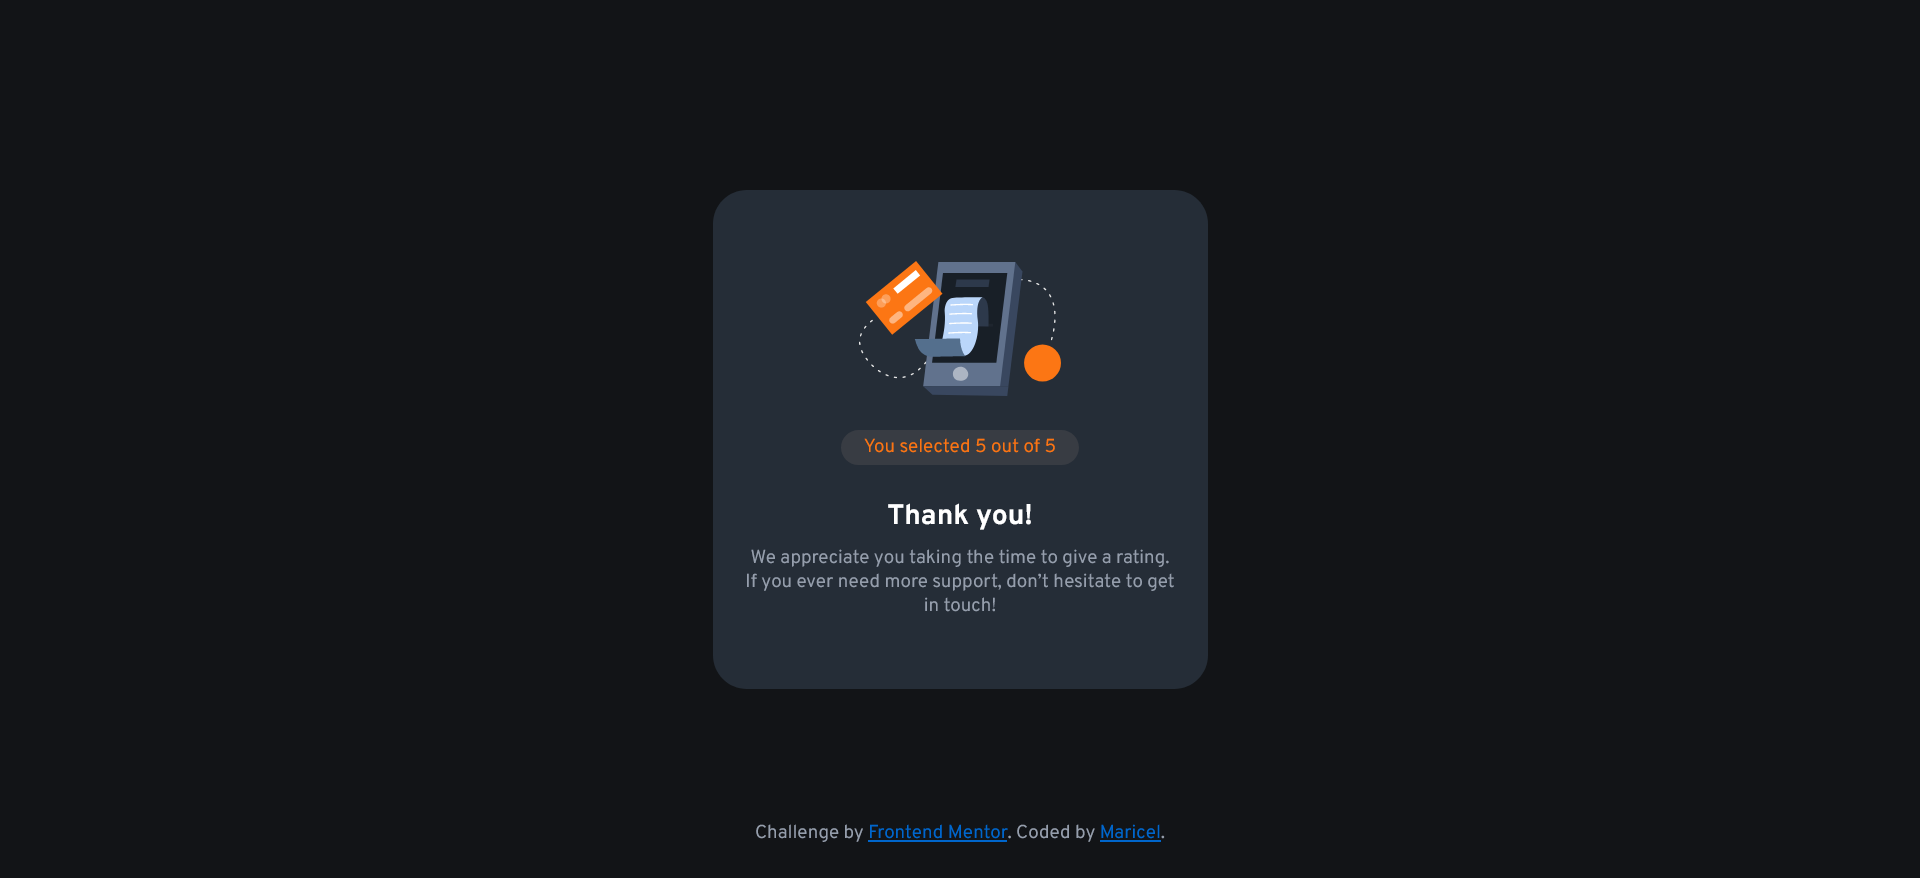 You selected 5 out of 5
Thank you!
We appreciate you taking the time to give a rating.
If you ever need more support, don’t hesitate to get
in touch!
Challenge by Frontend Mentor. Coded by Maricel.